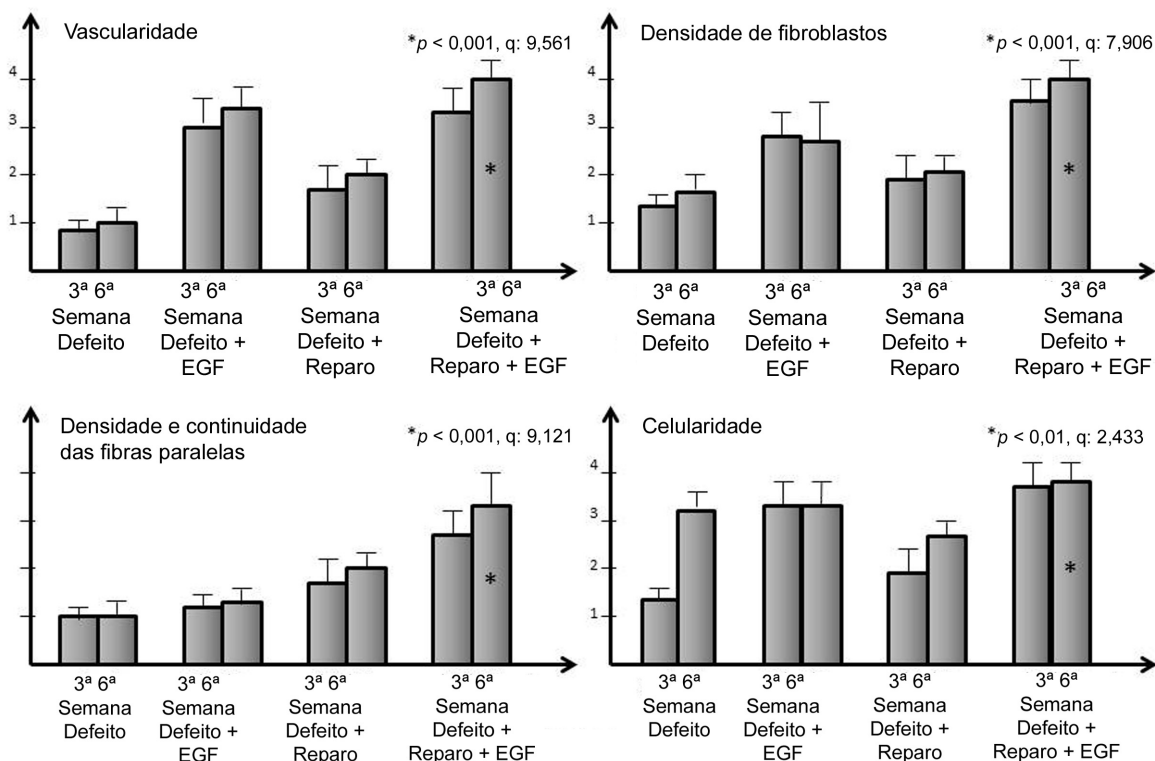 Vascularidade
*p < 0,001, q: 9,561
4
3
2
1
*
3ª 6ª
Semana
Defeito
3ª 6ª
Semana
Defeito +
EGF
3ª 6ª
Semana
Defeito +
Reparo
3ª 6ª
Semana
Defeito +
Reparo + EGF
Densidade de fibroblastos
*p < 0,001, q: 7,906
4
3
2
1
*
3ª 6ª
Semana
Defeito
3ª 6ª
Semana
Defeito +
EGF
3ª 6ª
Semana
Defeito +
Reparo
3ª 6ª
Semana
Defeito +
Reparo + EGF
Densidade e continuidade
das fibras paralelas
*p < 0,001, q: 9,121
*
3ª 6ª
Semana
Defeito
3ª 6ª
Semana
Defeito +
EGF
3ª 6ª
Semana
Defeito +
Reparo
3ª 6ª
Semana
Defeito +
Reparo + EGF
Celularidade
*p < 0,01, q: 2,433
4
3
2
1
*
3ª 6ª
Semana
Defeito
3ª 6ª
Semana
Defeito +
EGF
3ª 6ª
Semana
Defeito +
Reparo
3ª 6ª
Semana
Defeito +
Reparo + EGF